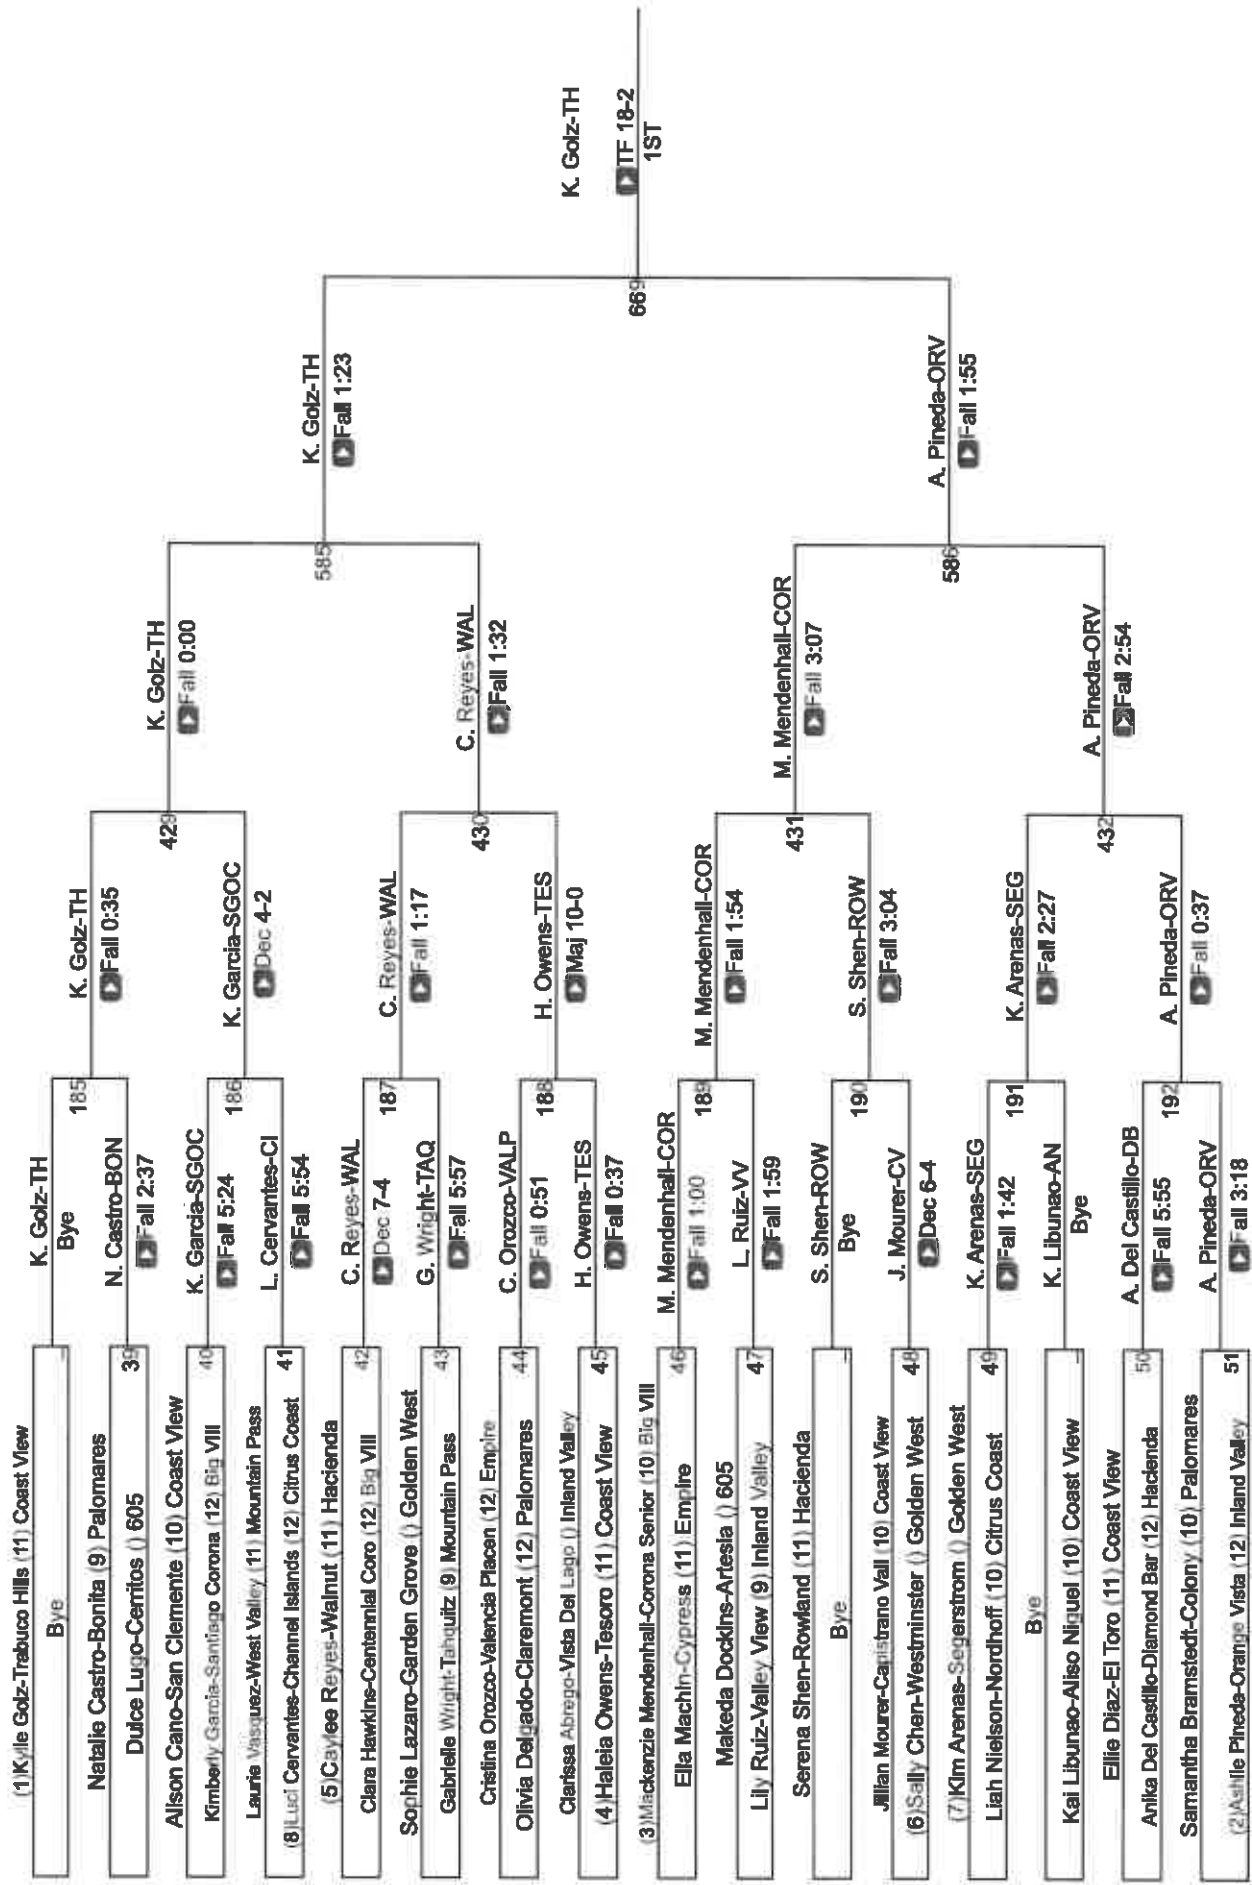 (1)Kylie Golz-Trabuco Hills (11) Coast View
Bye
Natalie Castro-Bonita (9) Palomares
Dulce Lugo-Cerritos () 605
39
Alison Cano-San Clemente (10) Coast View
Kimberly Garcia-Santiago Corona (12) Big VIII
40
Laurie Vasquez-West Valley (11) Mountain Pass
(8)Luci Cervantes-Channel Islands (12) Citrus Coast
41
(5)Caylee Reyes-Walnut (11) Hacienda
Clara Hawkins-Centennial Coro (12) Big VIII
42
Sophie Lazaro-Garden Grove () Golden West
Gabrielle Wright-Tahquitz (9) Mountain Pass
43
Cristina Orozco-Valencia Placen (12) Empire
Olivia Delgado-Claremont (12) Palomares
44
Clarissa Abrego-Vista Del Lago () Inland Valley
(4)Haleia Owens-Tesoro (11) Coast View
45
(3)Mackenzie Mendenhall-Corona Senior (10) Big VIII
Ella Machin-Cypress (11) Empire
46
Makeda Dockins-Artesia () 605
Lily Ruiz-Valley View (9) Inland Valley
47
Serena Shen-Rowland (11) Hacienda
Bye
Jillian Mourer-Capistrano Vall (10) Coast View
(6)Sally Chen-Westminster () Golden West
48
(7)Kim Arenas-Segerstrom () Golden West
Liah Nielson-Nordhoff (10) Citrus Coast
49
Bye
Kai Libunao-Aliso Niguel (10) Coast View
Ellie Diaz-El Toro (11) Coast View
Anika Del Castillo-Diamond Bar (12) Hacienda
50
Samantha Bramstedt-Colony (10) Palomares
(2)Ashlie Pineda-Orange Vista (12) Inland Valley
51
K. Golz-TH
Bye
185
N. Castro-BON
Fall 2:37
K. Garcia-SGOC
Fall 5:24
186
L. Cervantes-CI
Fall 5:54
C. Reyes-WAL
Dec 7-4
187
G. Wright-TAQ
Fall 5:57
C. Orozco-VALP
Fall 0:51
188
H. Owens-TES
Fall 0:37
M. Mendenhall-COR
Fall 1:00
189
L. Ruiz-VV
Fall 1:59
S. Shen-ROW
Bye
190
J. Mourer-CV
Dec 6-4
K. Arenas-SEG
Fall 1:42
191
K. Libunao-AN
Bye
A. Del Castillo-DB
Fall 5:55
192
A. Pineda-ORV
Fall 3:18
K. Golz-TH
Fall 0:35
429
K. Garcia-SGOC
Dec 4-2
C. Reyes-WAL
Fall 1:17
430
H. Owens-TES
Maj 10-0
M. Mendenhall-COR
Fall 1:54
431
S. Shen-ROW
Fall 3:04
K. Arenas-SEG
Fall 2:27
432
A. Pineda-ORV
Fall 0:37
K. Golz-TH
Fall 0:00
585
C. Reyes-WAL
Fall 1:32
M. Mendenhall-COR
Fall 3:07
586
A. Pineda-ORV
Fall 2:54
K. Golz-TH
Fall 1:23
669
A. Pineda-ORV
Fall 1:55
K. Golz-TH
TF 18-2
1ST